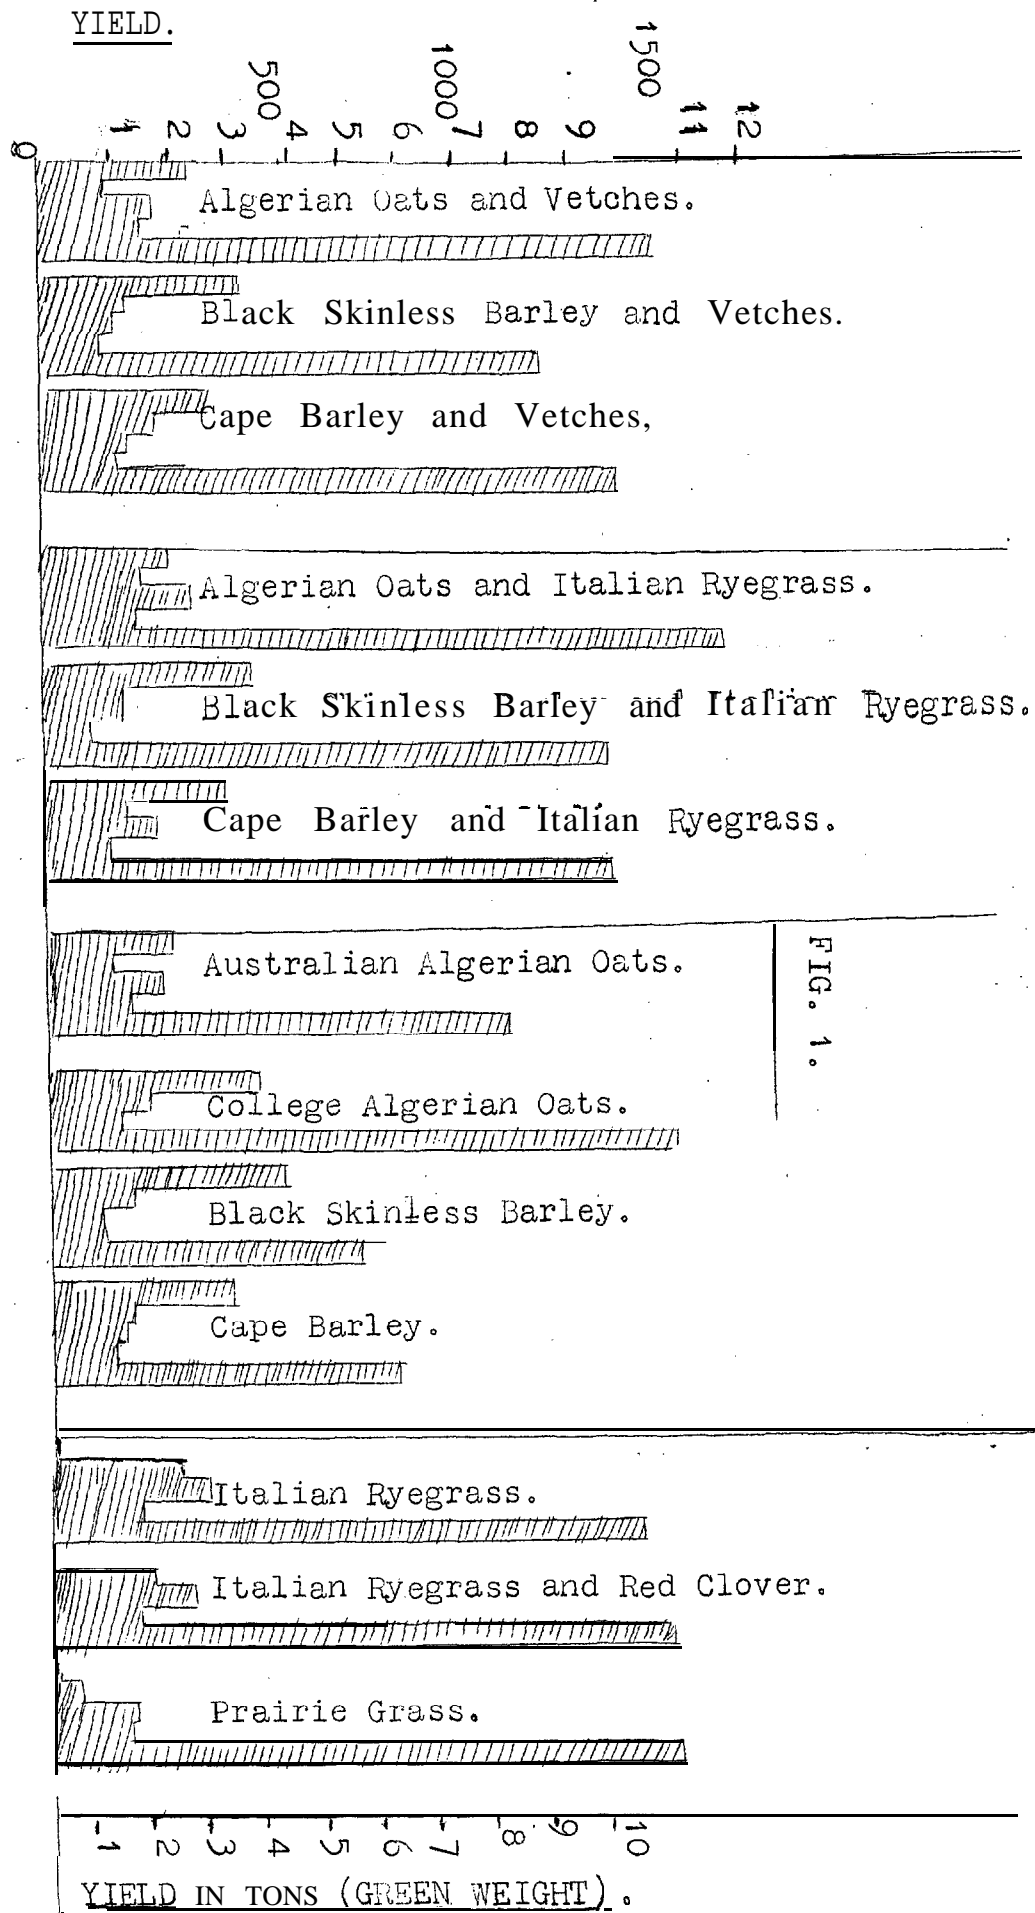 YIELD.
500 1000 1500
0 1 2 3 4 5 6 7 8 9 11 12
Algerian Oats and Vetches.
Black Skinless Barley and Vetches.
Cape Barley and Vetches,
Algerian Oats and Italian Ryegrass.
Black Skinless Barley and Italian Ryegrass.
Cape Barley and Italian Ryegrass.
Australian Algerian Oats.
FIG. 1.
College Algerian Oats.
Black Skinless Barley.
Cape Barley.
Italian Ryegrass.
Italian Ryegrass and Red Clover.
Prairie Grass.
1 2 3 4 5 6 7 8 9 10
YIELD IN TONS (GREEN WEIGHT).